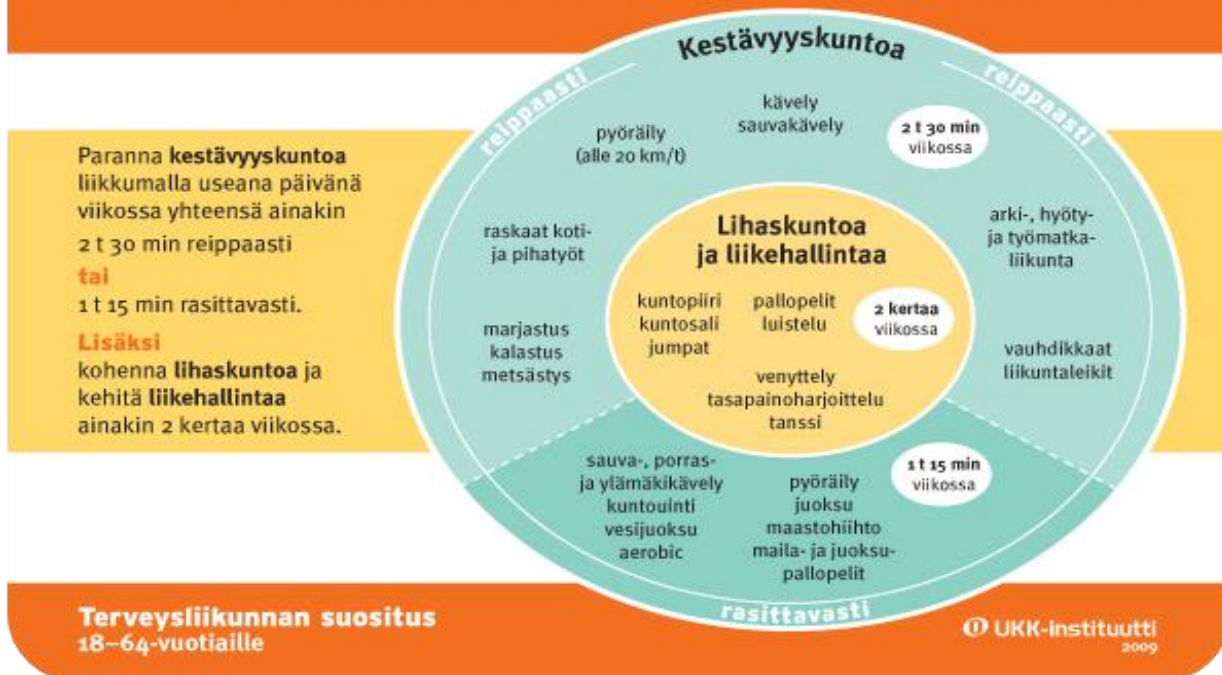 Kestävyyskuntoa
reippaasti
reippaasti
kävely
sauvakävely
2 t 30 min
viikossa
pyöräily
(alle 20 km/t)
Paranna kestävyyskuntoa
liikkumalla useana päivänä
viikossa yhteensä ainakin
2 t 30 min reippaasti
tai
1 t 15 min rasittavasti.
Lisäksi
kohenna lihaskuntoa ja
kehitä liikehallintaa
ainakin 2 kertaa viikossa.
raskaat koti-
ja pihatyöt
arki-, hyöty-
ja työmatka-
liikunta
marjastus
kalastus
metsästys
vauhdikkaat
liikuntaleikit
Lihaskuntoa
ja liikehallintaa
kuntopiiri
kuntosali
jumpat
pallopelit
luistelu
2 kertaa
viikossa
venyttely
tasapainoharjoittelu
tanssi
sauva-, porras-
ja ylämäkikävely
kuntouinti
vesijuoksu
aerobic
pyöräily
juoksu
maastohiihto
maila- ja juoksu-
pallopelit
1 t 15 min
viikossa
rasittavasti
Terveysliikunnan suositus
18–64-vuotiaille
UKK-instituutti
2009